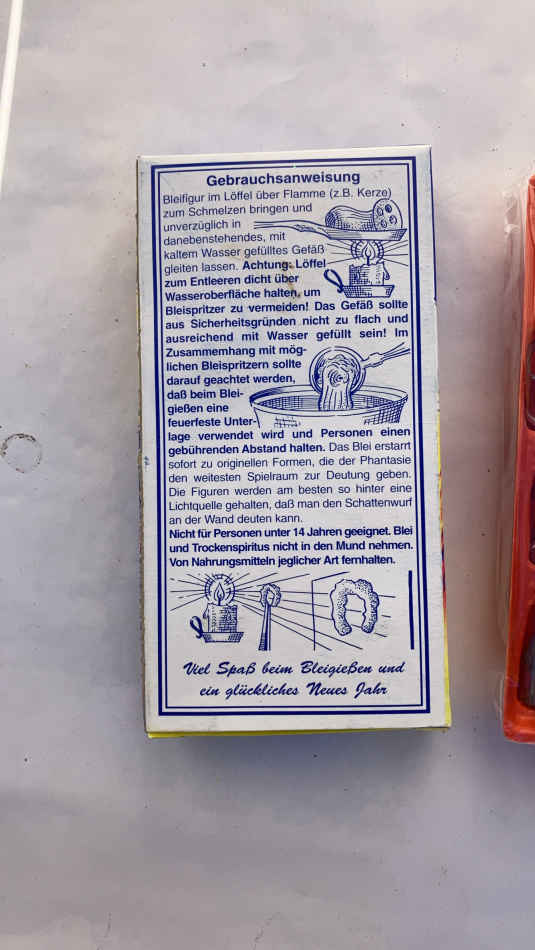 Gebrauchsanweisung
Bleifigur im Löffel über Flamme (z.B. Kerze)
zum Schmelzen bringen und
unverzüglich in
danebenstehendes, mit
kaltem Wasser gefülltes Gefäß
gleiten lassen. Achtung: Löffel
zum Entleeren dicht über
Wasseroberfläche halten, um
Bleispritzer zu vermeiden! Das Gefäß sollte
aus Sicherheitsgründen nicht zu flach und
ausreichend mit Wasser gefüllt sein! Im
Zusammemhang mit mög-
lichen Bleispritzern sollte
darauf geachtet werden,
daß beim Blei-
gießen eine
feuerfeste Unter-
lage verwendet wird und Personen einen
gebührenden Abstand halten. Das Blei erstarrt
sofort zu originellen Formen, die der Phantasie
den weitesten Spielraum zur Deutung geben.
Die Figuren werden am besten so hinter eine
Lichtquelle gehalten, daß man den Schattenwurf
an der Wand deuten kann.
Nicht für Personen unter 14 Jahren geeignet. Blei
und Trockenspiritus nicht in den Mund nehmen.
Von Nahrungsmitteln jeglicher Art fernhalten.
Viel Spaß beim Bleigießen und
ein glückliches Neues Jahr